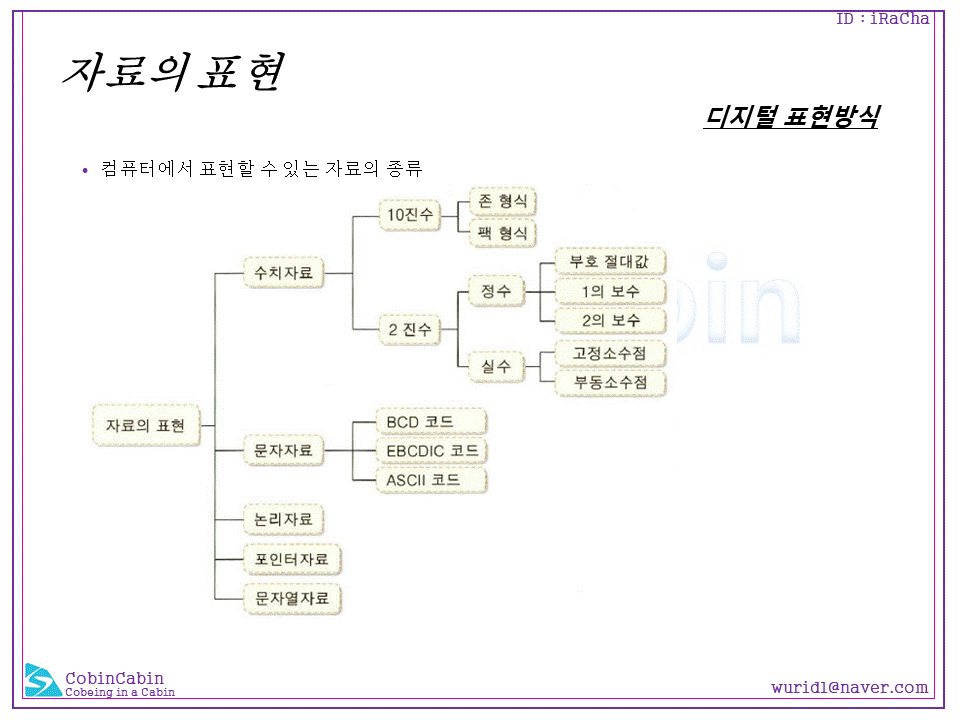 ID : iRaCha
자료의 표현
디지털 표현방식
• 컴퓨터에서 표현할 수 있는 자료의 종류
자료의 표현
수치자료
10진수
존 형식
팩 형식
2 진수
정수
부호 절대값
1의 보수
2의 보수
실수
고정소수점
부동소수점
문자자료
BCD 코드
EBCDIC 코드
ASCII 코드
논리자료
포인터자료
문자열자료
CobinCabin
Cobeing in a Cabin
wurid1@naver.com